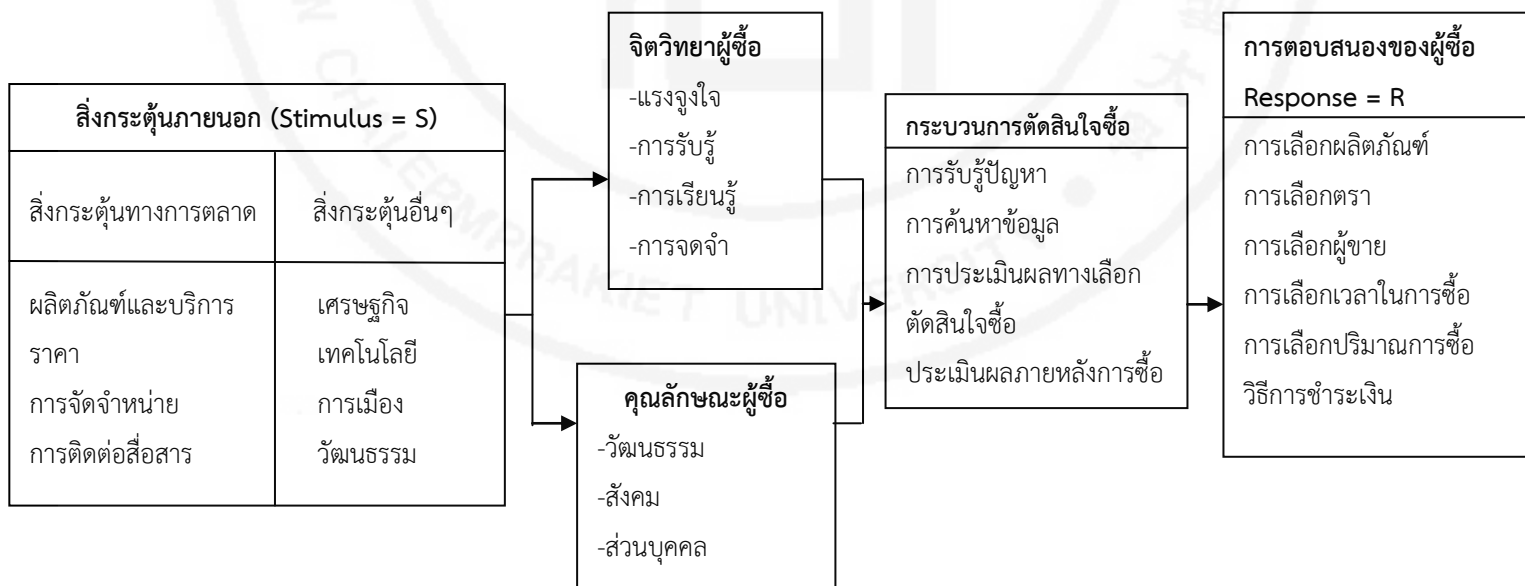 สิ่งกระตุ้นภายนอก (Stimulus = S)
สิ่งกระตุ้นทางการตลาด
สิ่งกระตุ้นอื่นๆ
ผลิตภัณฑ์และบริการ
ราคา
การจัดจำหน่าย
การติดต่อสื่อสาร
เศรษฐกิจ
เทคโนโลยี
การเมือง
วัฒนธรรม
จิตวิทยาผู้ซื้อ
-แรงจูงใจ
-การรับรู้
-การเรียนรู้
-การจดจำ
คุณลักษณะผู้ซื้อ
-วัฒนธรรม
-สังคม
-ส่วนบุคคล
กระบวนการตัดสินใจซื้อ
การรับรู้ปัญหา
การค้นหาข้อมูล
การประเมินผลทางเลือก
ตัดสินใจซื้อ
ประเมินผลภายหลังการซื้อ
การตอบสนองของผู้ซื้อ
Response = R
การเลือกผลิตภัณฑ์
การเลือกตรา
การเลือกผู้ขาย
การเลือกเวลาในการซื้อ
การเลือกปริมาณการซื้อ
วิธีการชำระเงิน
CHALERMPRAKIET UNIVERSITY